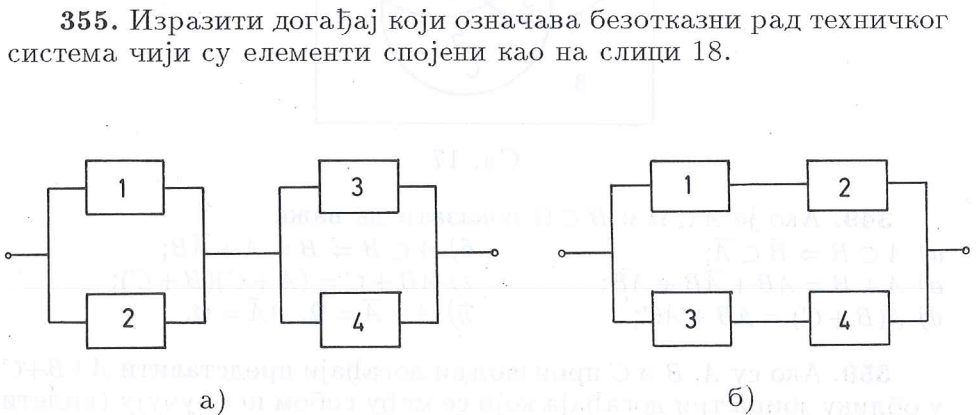 355. Изразити догађај који означава безотказни рад техничког
система чији су елементи спојени као на слици 18.
1 3 1 2
2 4 3 4
а) б)